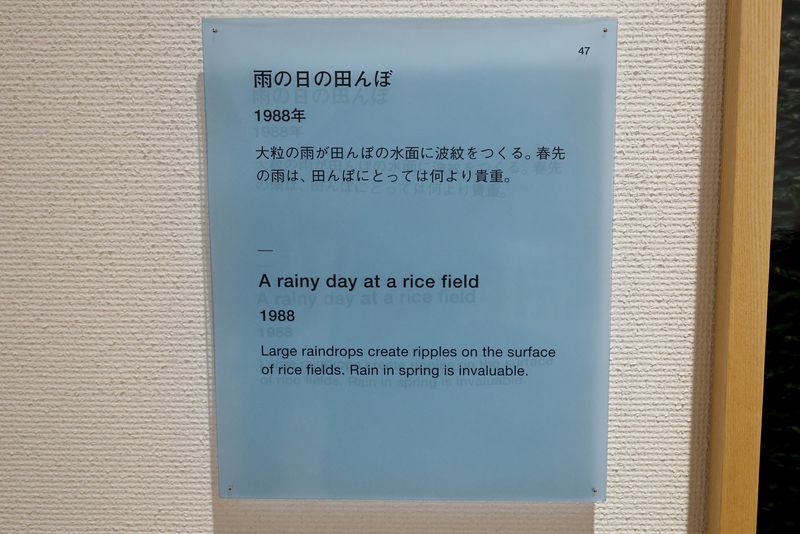 47
雨の日の田んぼ
1988年
大粒の雨が田んぼの水面に波紋をつくる。春先
の雨は、田んぼにとっては何より貴重。
—
A rainy day at a rice field
1988
Large raindrops create ripples on the surface
of rice fields. Rain in spring is invaluable.